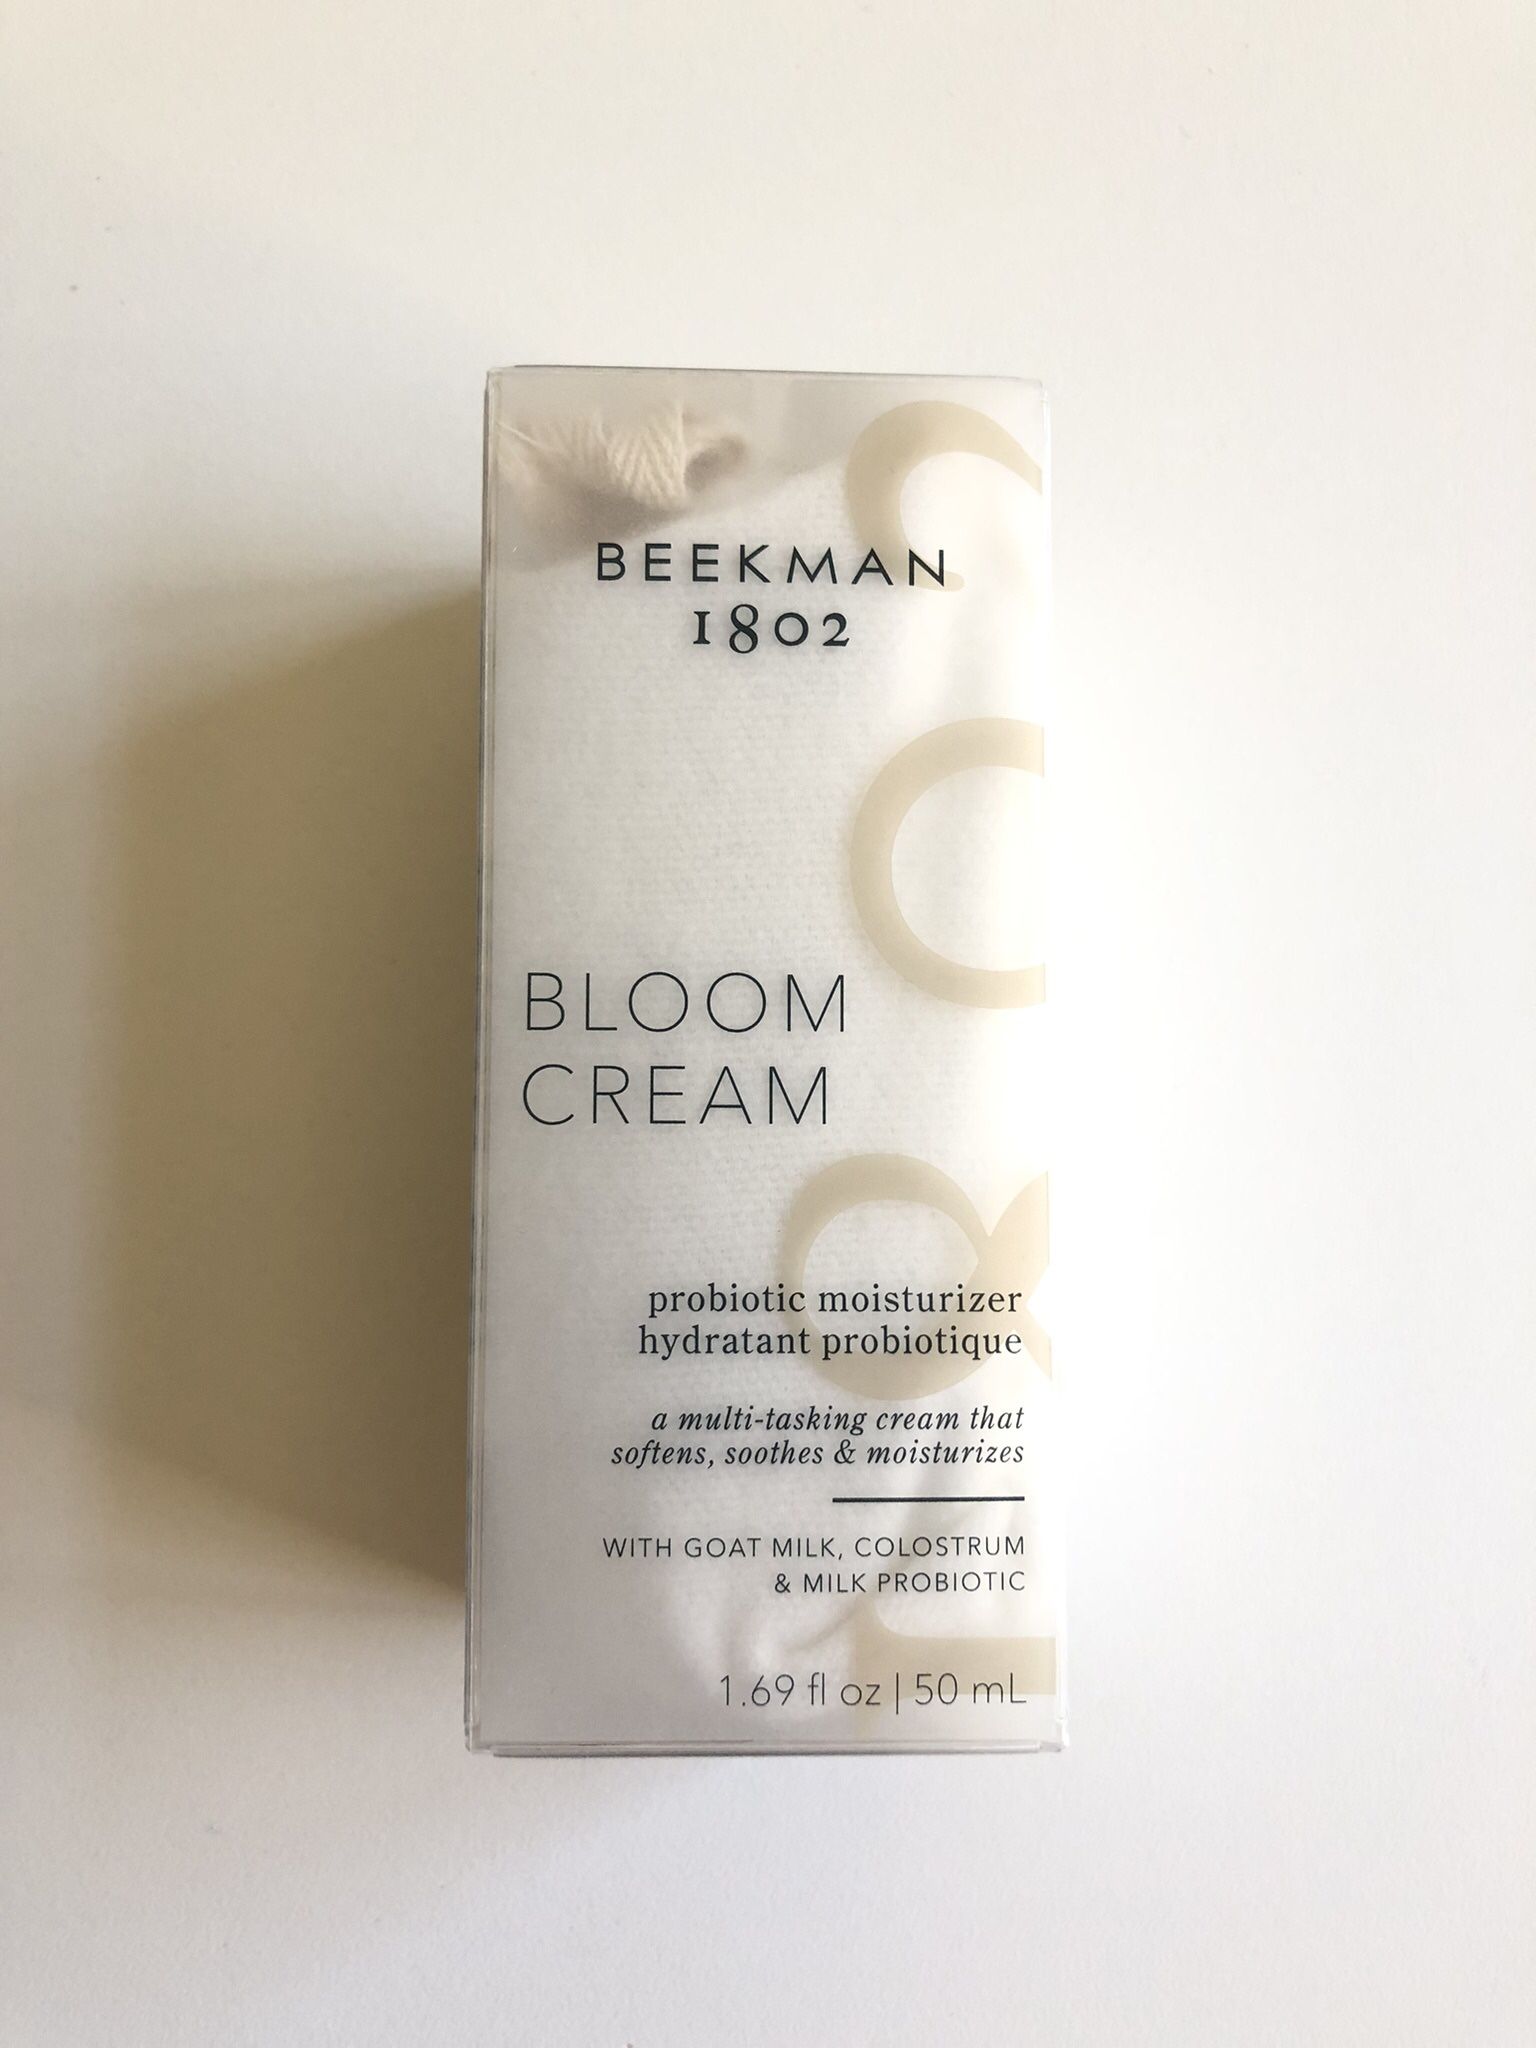 BEEKMAN
1802
BLOOM
CREAM
probiotic moisturizer
hydratant probiotique
a multi-tasking cream that
softens, soothes & moisturizes
WITH GOAT MILK, COLOSTRUM
& MILK PROBIOTIC
1.69 fl oz | 50 mL
1802